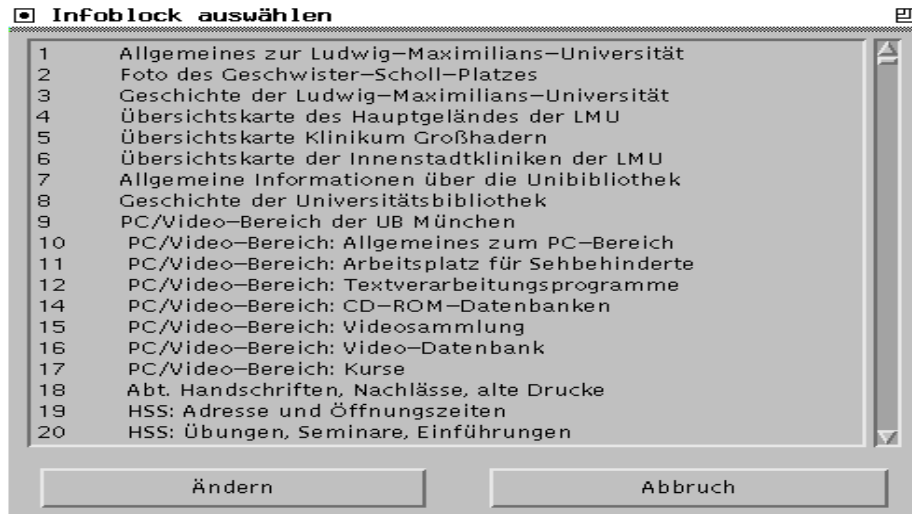 Infoblock auswählen
1 Allgemeines zur Ludwig—Maximilians—Universität
2 Foto des Geschwister—Scholl—Platzes
3 Geschichte der Ludwig—Maximilians—Universität
4 Übersichtskarte des Hauptgeländes der LMU
5 Übersichtskarte Klinikum Großhadern
6 Übersichtskarte der Innenstadtkliniken der LMU
7 Allgemeine Informationen über die Unibibliothek
8 Geschichte der Universitätsbibliothek
9 PC/Video—Bereich der UB München
10 PC/Video—Bereich: Allgemeines zum PC—Bereich
11 PC/Video—Bereich: Arbeitsplatz für Sehbehinderte
12 PC/Video—Bereich: Textverarbeitungsprogramme
14 PC/Video—Bereich: CD—ROM—Datenbanken
15 PC/Video—Bereich: Videosammlung
16 PC/Video—Bereich: Video—Datenbank
17 PC/Video—Bereich: Kurse
18 Abt. Handschriften, Nachlässe, alte Drucke
19 HSS: Adresse und Öffnungszeiten
20 HSS: Übungen, Seminare, Einführungen
Ändern Abbruch